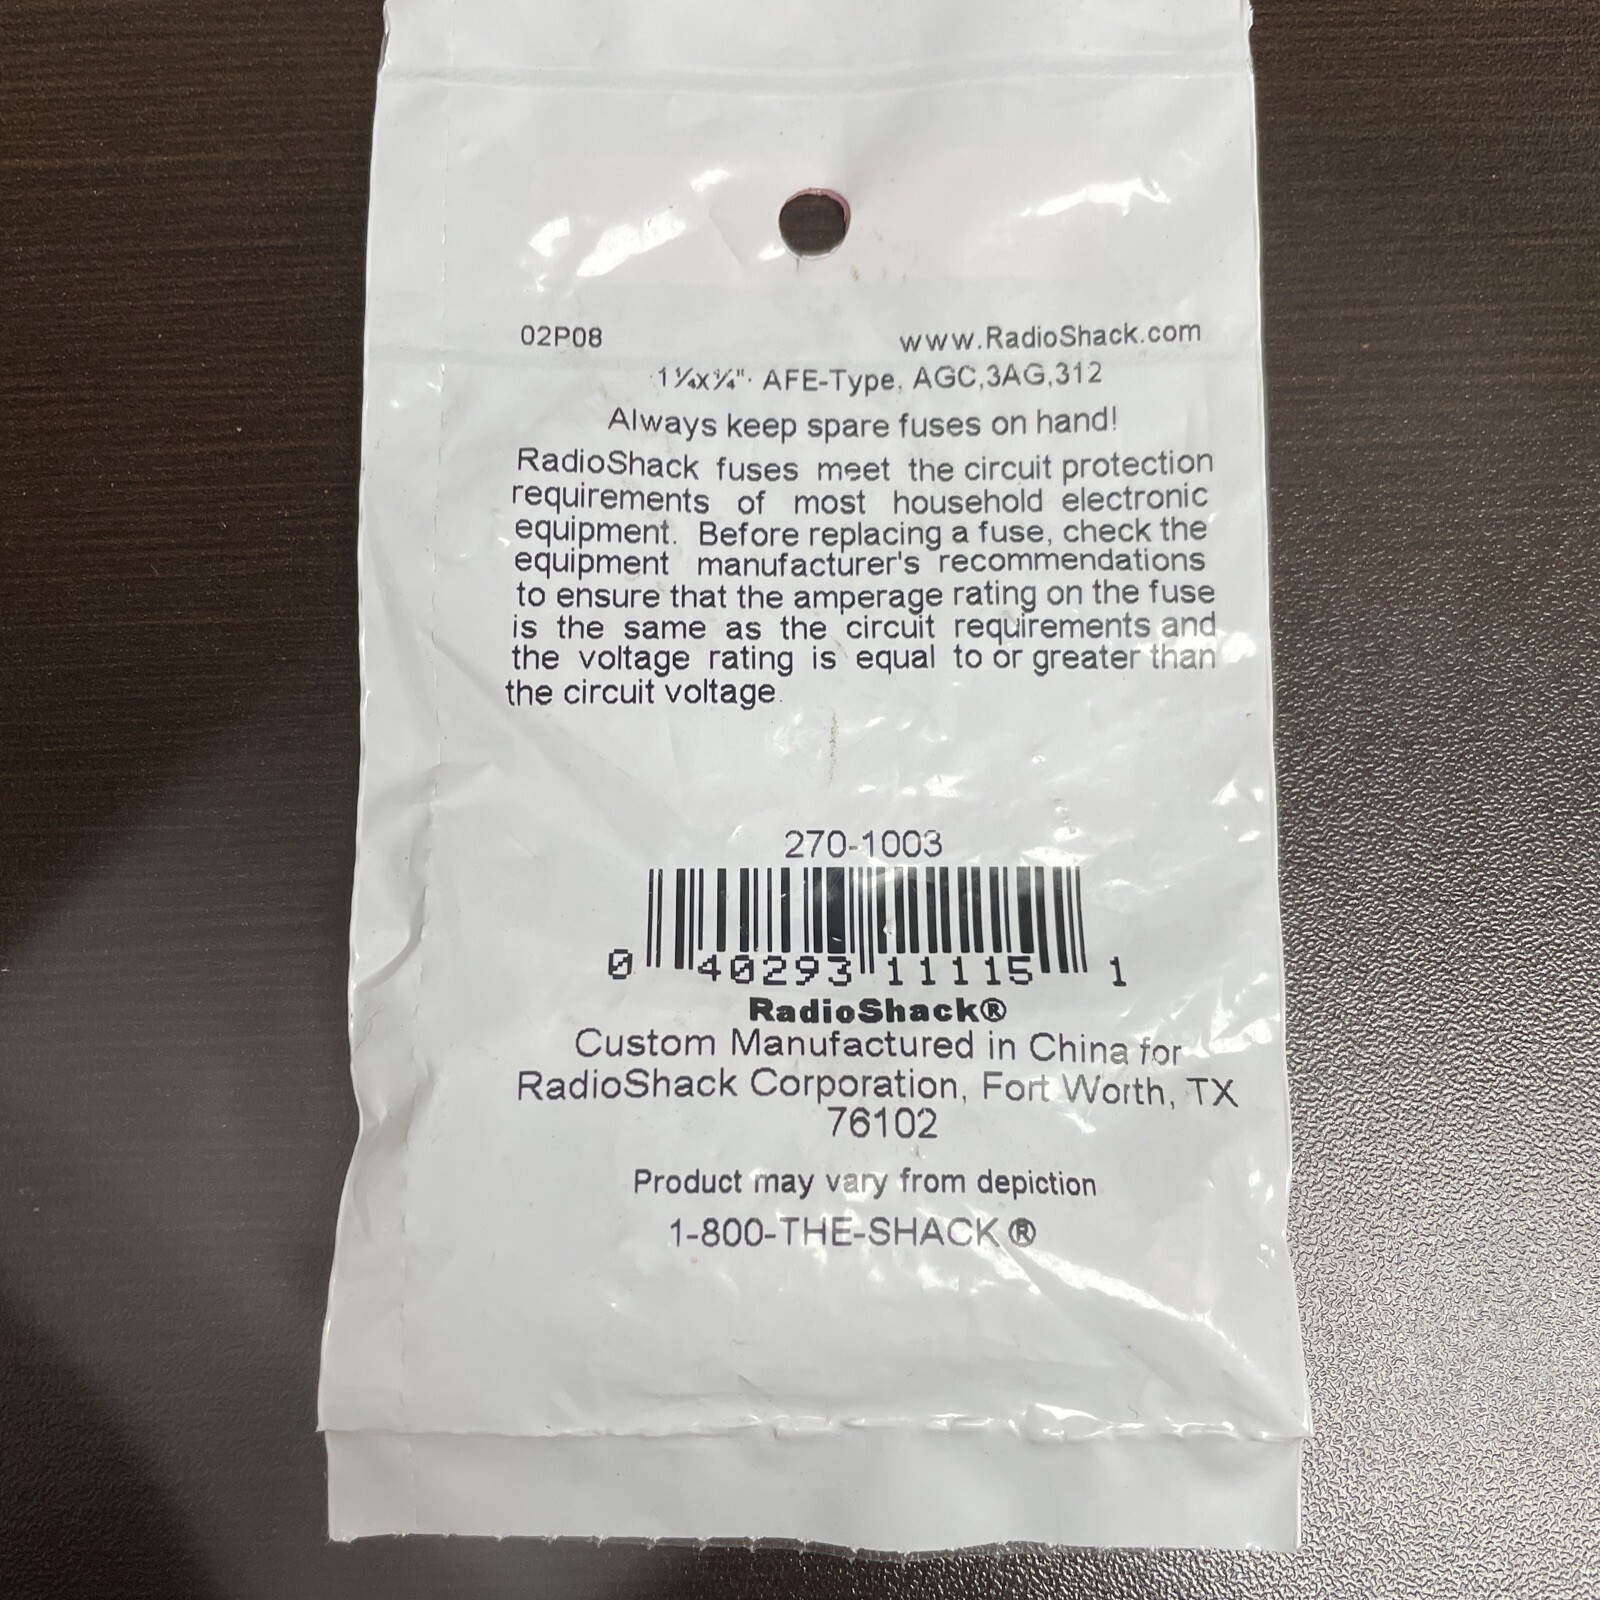 02P08 www.RadioShack.com
1¼x¼". AFE-Type, AGC,3AG,312
Always keep spare fuses on hand!
RadioShack fuses meet the circuit protection
requirements of most household electronic
equipment. Before replacing a fuse, check the
equipment manufacturer's recommendations
to ensure that the amperage rating on the fuse
is the same as the circuit requirements and
the voltage rating is equal to or greater than
the circuit voltage.
270-1003
0 40293 11115 1
RadioShack®
Custom Manufactured in China for
RadioShack Corporation, Fort Worth, TX
76102
Product may vary from depiction
1-800-THE-SHACK ®